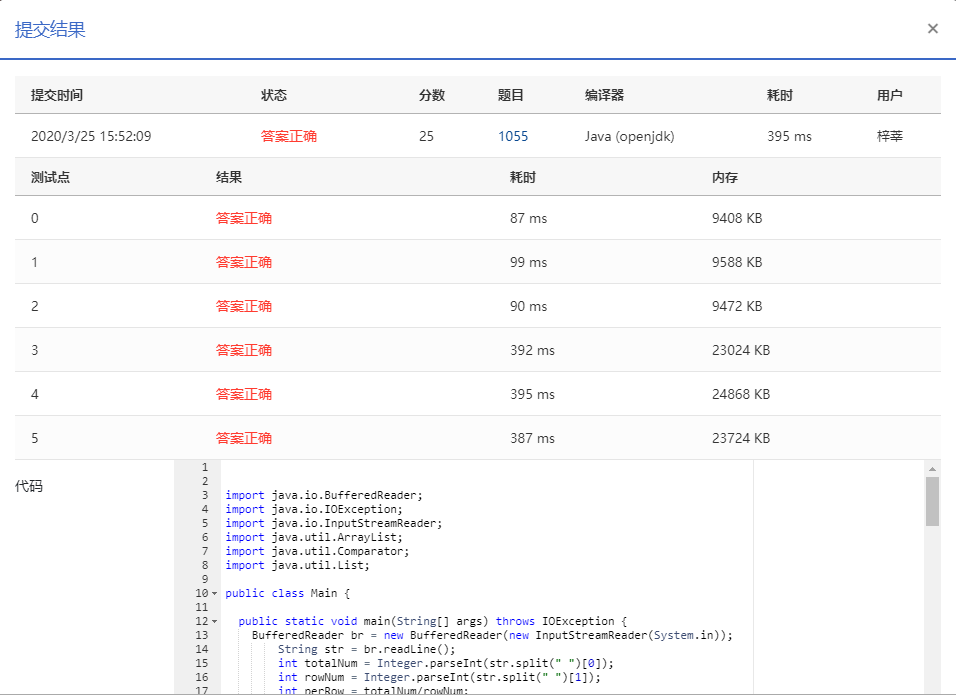 提交结果 ×
提交时间 状态 分数 题目 编译器 耗时 用户
2020/3/25 15:52:09 答案正确 25 1055 Java (openjdk) 395 ms 梓莘
测试点 结果 耗时 内存
0 答案正确 87 ms 9408 KB
1 答案正确 99 ms 9588 KB
2 答案正确 90 ms 9472 KB
3 答案正确 392 ms 23024 KB
4 答案正确 395 ms 24868 KB
5 答案正确 387 ms 23724 KB
代码
1
2
3 import java.io.BufferedReader;
4 import java.io.IOException;
5 import java.io.InputStreamReader;
6 import java.util.ArrayList;
7 import java.util.Comparator;
8 import java.util.List;
9
10 public class Main {
11
12 public static void main(String[] args) throws IOException {
13 BufferedReader br = new BufferedReader(new InputStreamReader(System.in));
14 String str = br.readLine();
15 int totalNum = Integer.parseInt(str.split(" ")[0]);
16 int rowNum = Integer.parseInt(str.split(" ")[1]);
17 int perRow = totalNum/rowNum;